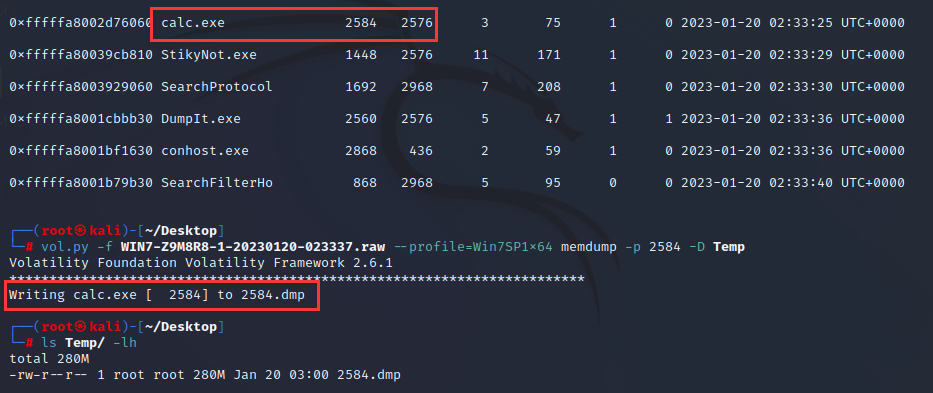 0×fffffa8002d76060 calc.exe 2584 2576 3 75 1 0 2023-01-20 02:33:25 UTC+0000
0×fffffa80039cb810 StikyNot.exe 1448 2576 11 171 1 0 2023-01-20 02:33:29 UTC+0000
0×fffffa8003929060 SearchProtocol 1692 2968 7 208 1 0 2023-01-20 02:33:30 UTC+0000
0×fffffa8001cbbb30 DumpIt.exe 2560 2576 5 47 1 1 2023-01-20 02:33:36 UTC+0000
0×fffffa8001bf1630 conhost.exe 2868 436 2 59 1 0 2023-01-20 02:33:36 UTC+0000
0×fffffa8001b79b30 SearchFilterHo 868 2968 5 95 0 0 2023-01-20 02:33:40 UTC+0000
┌──(root㉿kali)-[~/Desktop]
└─# vol.py -f WIN7-Z9M8R8-1-20230120-023337.raw --profile=Win7SP1×64 memdump -p 2584 -D Temp
Volatility Foundation Volatility Framework 2.6.1
************************************************************************
Writing calc.exe [  2584] to 2584.dmp
┌──(root㉿kali)-[~/Desktop]
└─# ls Temp/ -lh
total 280M
-rw-r--r-- 1 root root 280M Jan 20 03:00 2584.dmp